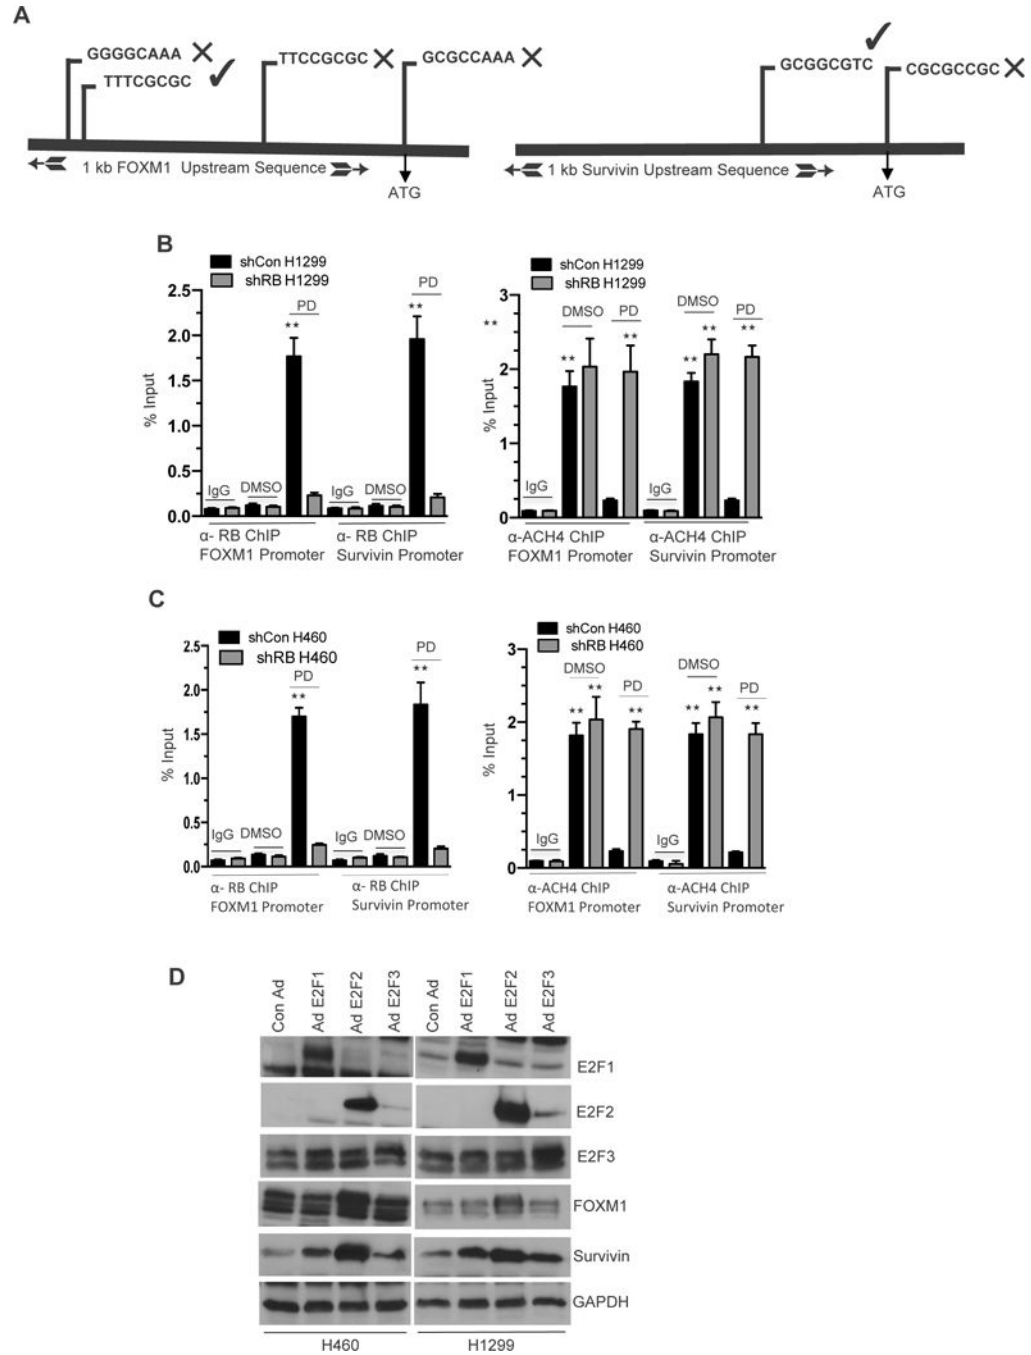 A
GGGGCAAA
TTTCGCGC
TTCCGCGC
GCGCCAAA
1 kb FOXM1 Upstream Sequence
ATG
GCGGCGTC
CGCGCCGC
1 kb Survivin Upstream Sequence
ATG
B
shCon H1299
shRB H1299
PD
**
PD
**
2.5
2.0
1.5
1.0
0.5
0.0
% Input
IgG
DMSO
IgG
DMSO
α- RB ChIP
FOXM1 Promoter
α- RB ChIP
Survivin Promoter
shCon H1299
shRB H1299
**
DMSO
**
PD
**
DMSO
**
**
PD
**
3
2
1
0
% Input
IgG
IgG
α-ACH4 ChIP
FOXM1 Promoter
α-ACH4 ChIP
Survivin Promoter
C
shCon H460
shRB H460
PD
**
PD
**
2.5
2.0
1.5
1.0
0.5
0.0
% Input
IgG
DMSO
IgG
DMSO
α- RB ChIP
FOXM1 Promoter
α- RB ChIP
Survivin Promoter
shCon H460
shRB H460
DMSO
**
**
PD
**
DMSO
**
**
PD
**
3
2
1
0
% Input
IgG
IgG
α-ACH4 ChIP
FOXM1 Promoter
α-ACH4 ChIP
Survivin Promoter
D
Con Ad
Ad E2F1
Ad E2F2
Ad E2F3
Con Ad
Ad E2F1
Ad E2F2
Ad E2F3
E2F1
E2F2
E2F3
FOXM1
Survivin
GAPDH
H460
H1299